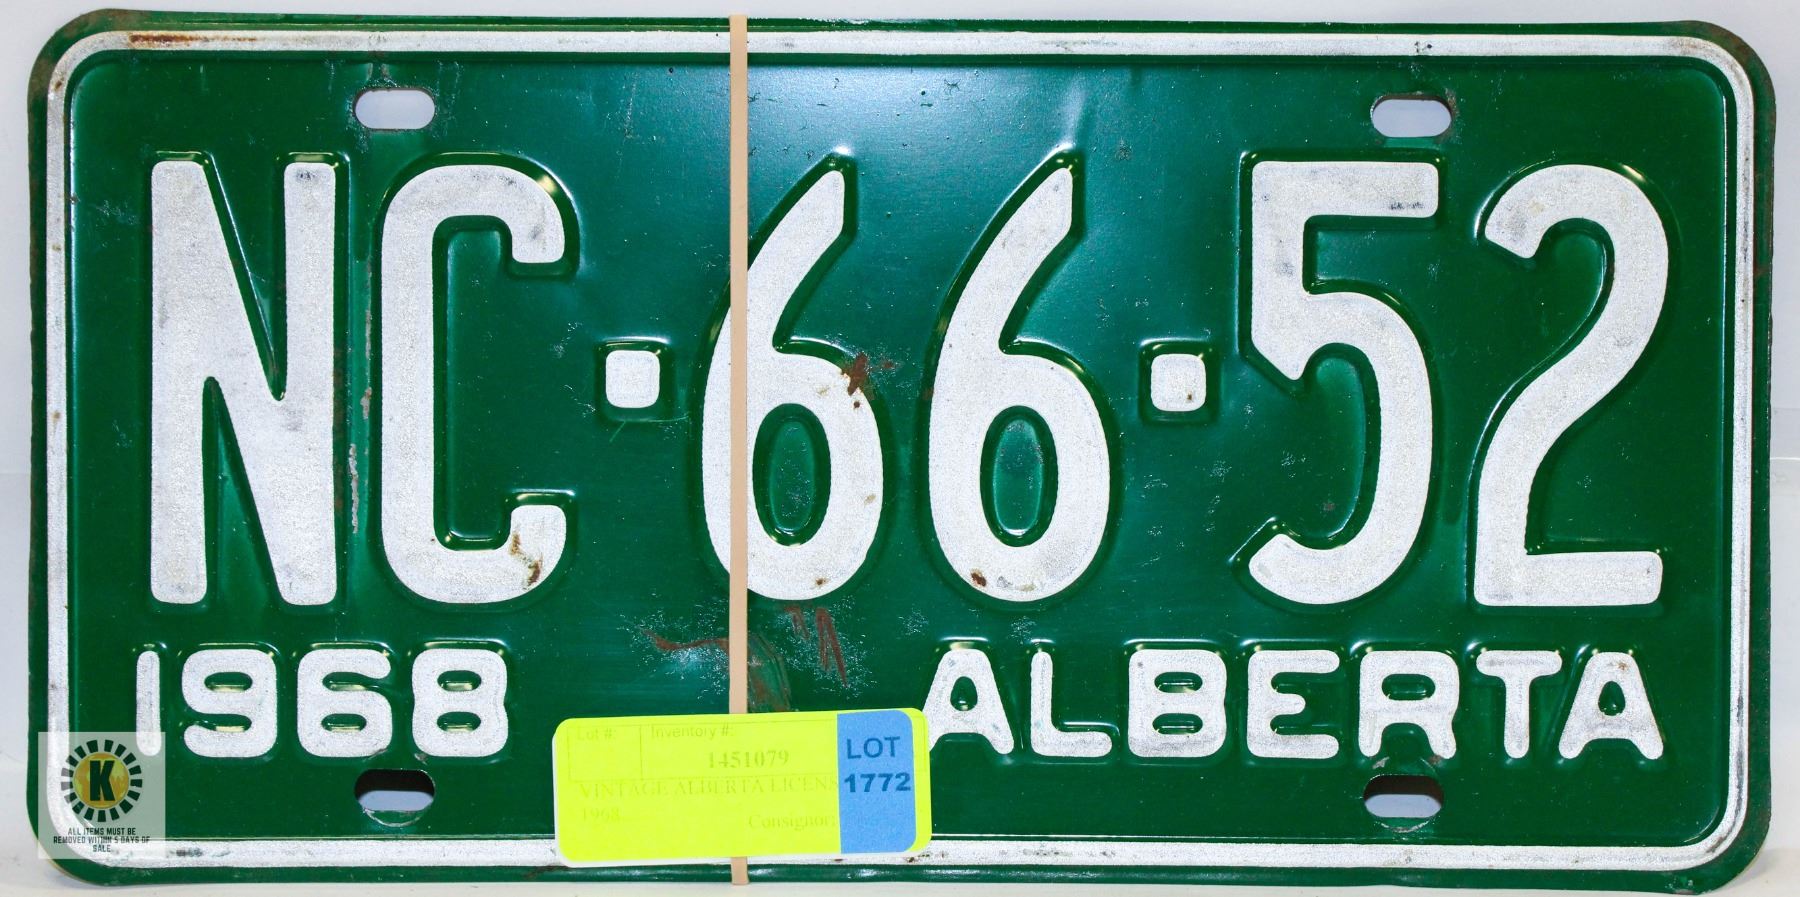 NC·66·52
1968 ALBERTA
Lot #: Inventory #:
1451079
VINTAGE ALBERTA LICENS
1968
Consignor:
LOT
1772
K
ALL ITEMS MUST BE
REMOVED WITHIN 5 DAYS OF
SALE